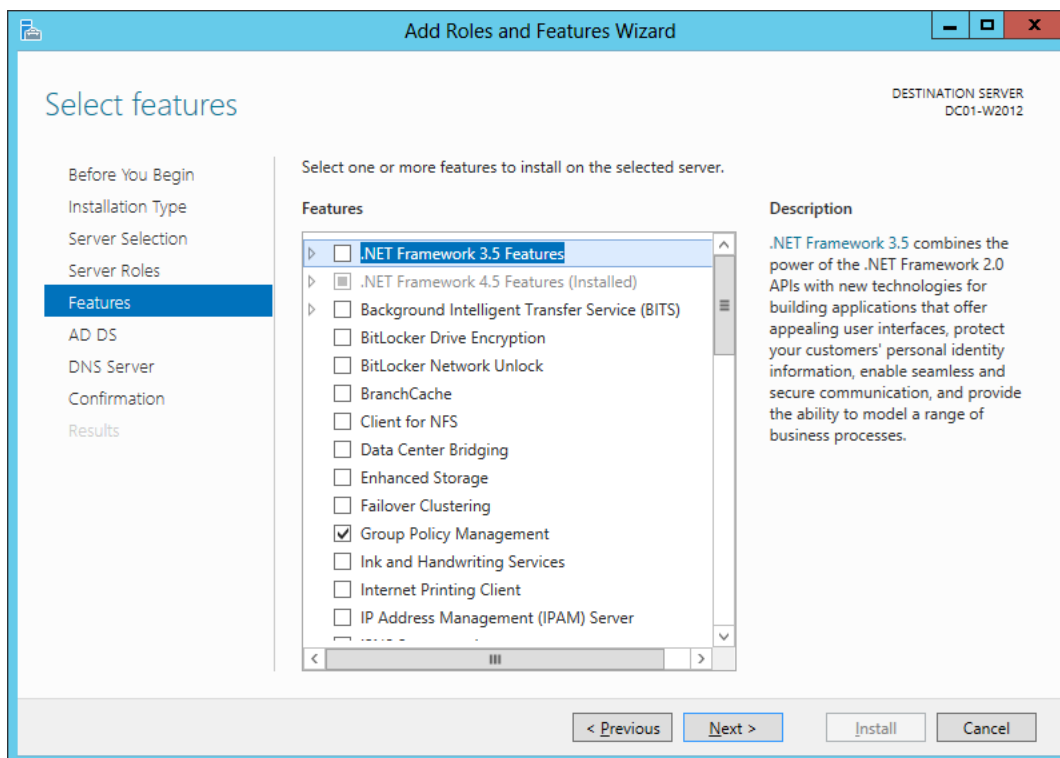 Add Roles and Features Wizard
Select features
DESTINATION SERVER
DC01-W2012
Before You Begin
Installation Type
Server Selection
Server Roles
Features
AD DS
DNS Server
Confirmation
Results
Select one or more features to install on the selected server.
Features
.NET Framework 3.5 Features
.NET Framework 4.5 Features (Installed)
Background Intelligent Transfer Service (BITS)
BitLocker Drive Encryption
BitLocker Network Unlock
BranchCache
Client for NFS
Data Center Bridging
Enhanced Storage
Failover Clustering
Group Policy Management
Ink and Handwriting Services
Internet Printing Client
IP Address Management (IPAM) Server
Description
.NET Framework 3.5 combines the
power of the .NET Framework 2.0
APIs with new technologies for
building applications that offer
appealing user interfaces, protect
your customers' personal identity
information, enable seamless and
secure communication, and provide
the ability to model a range of
business processes.
< Previous
Next >
Install
Cancel